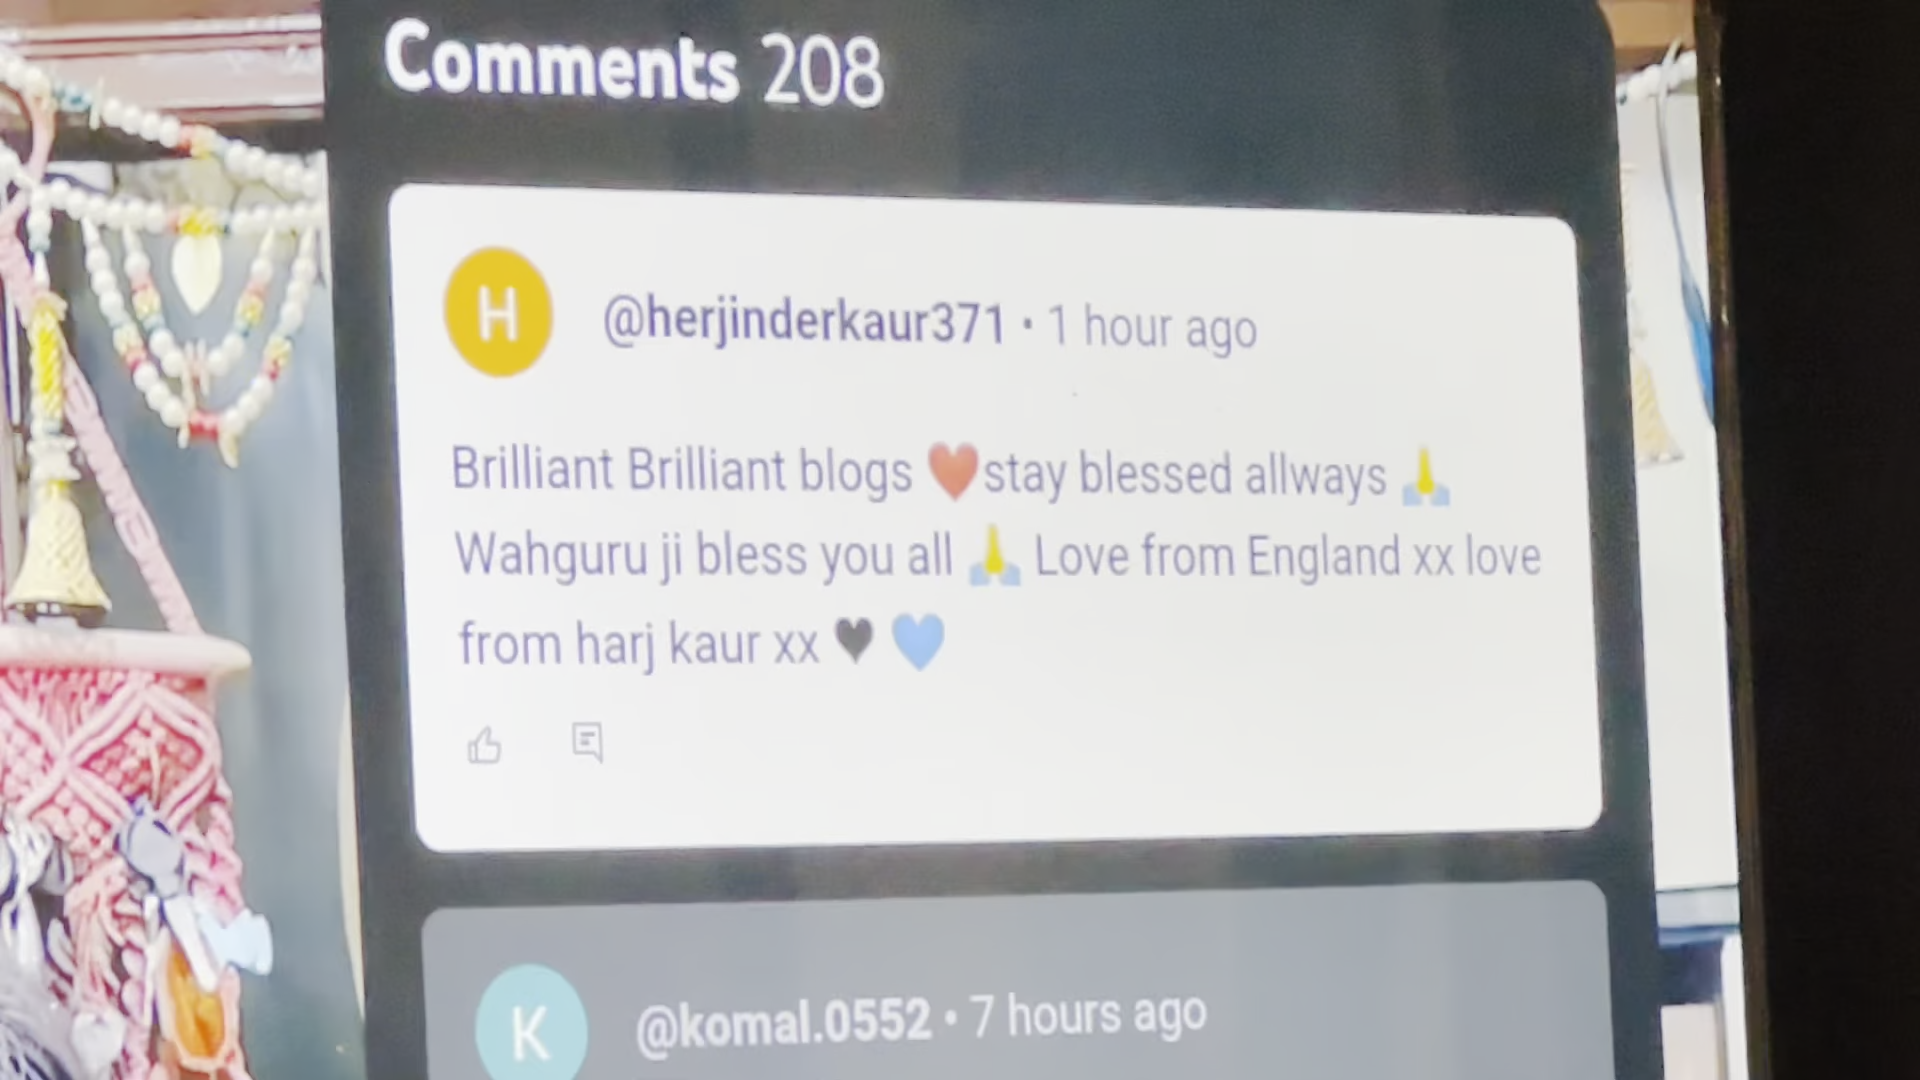 Comments 208
H
@herjinderkaur371 • 1 hour ago
Brilliant Brilliant blogs ❤️stay blessed allways 🙏
Wahguru ji bless you all 🙏 Love from England xx love
from harj kaur xx 🖤 💙
K
@komal.0552 • 7 hours ago